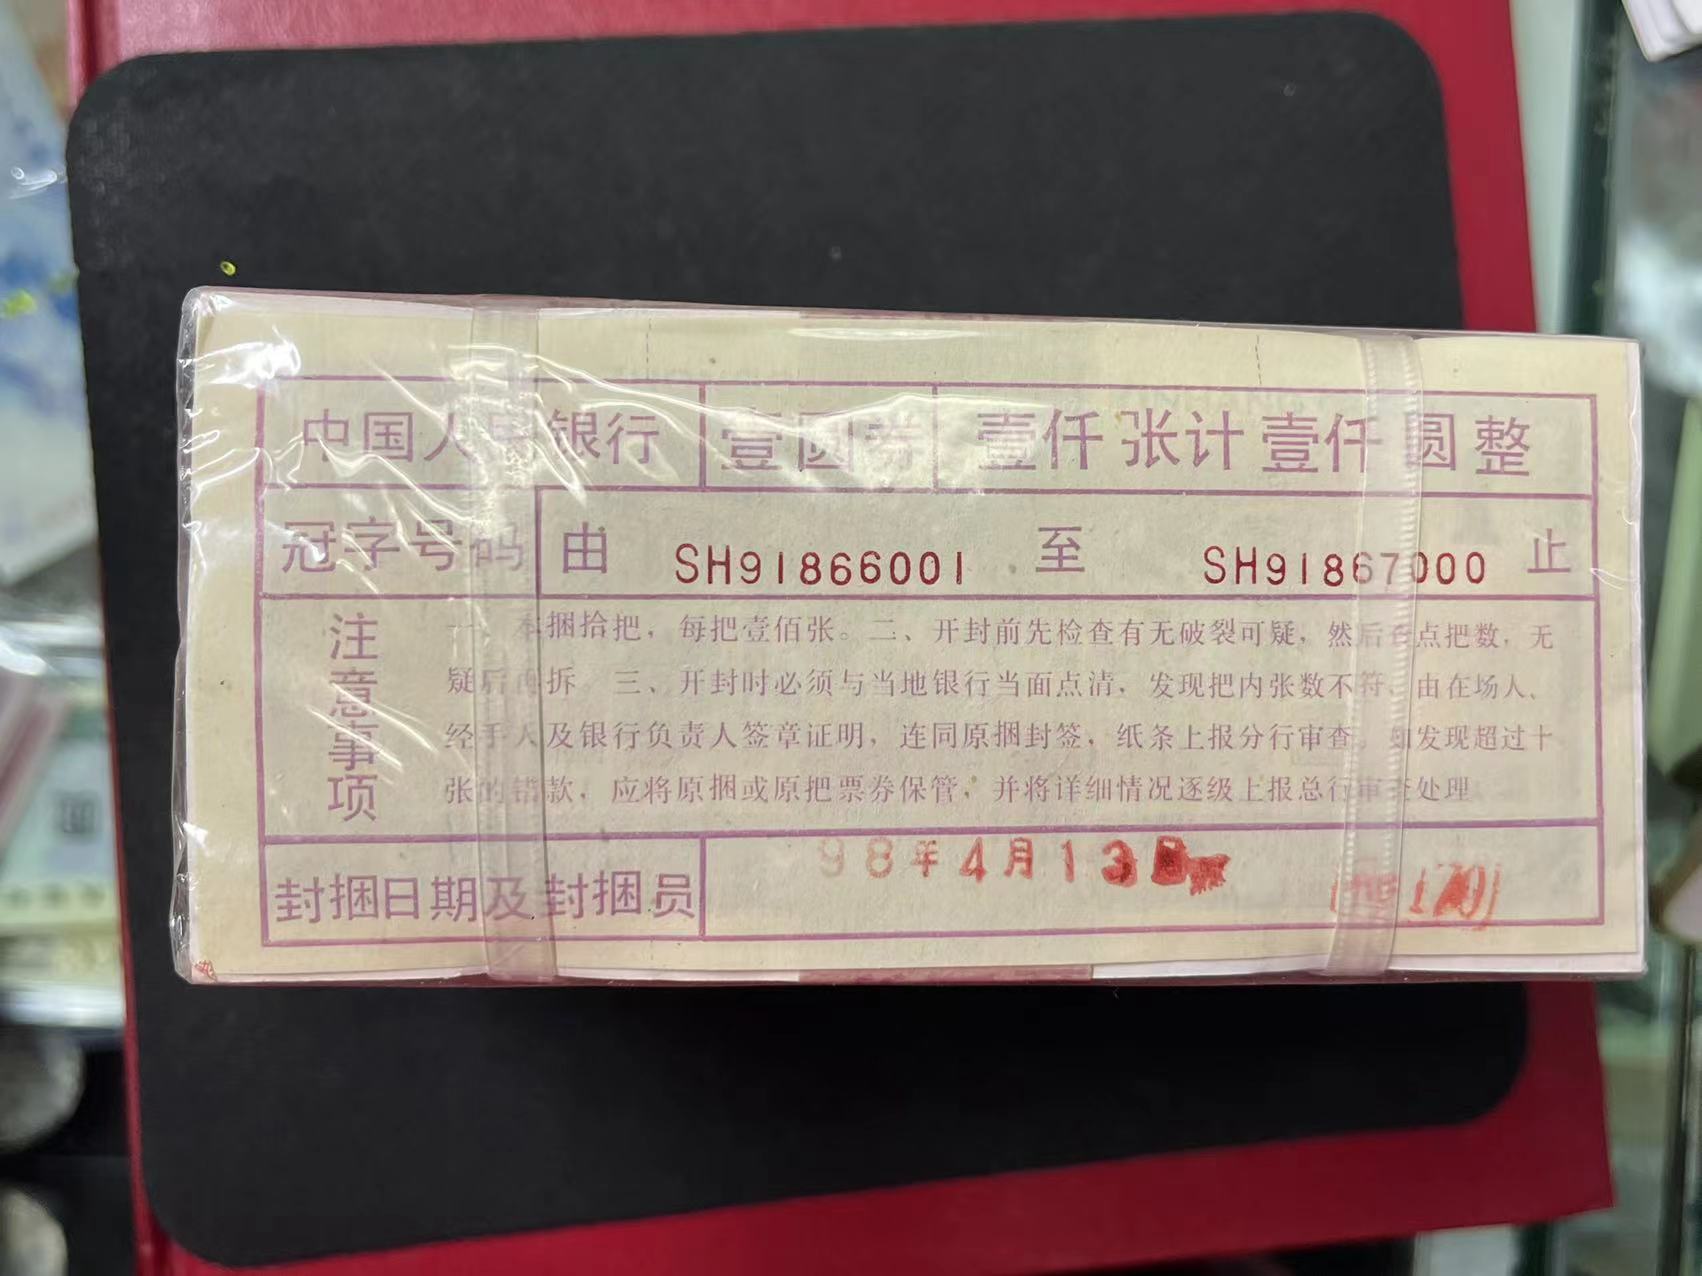 中国人民银行 壹圆券 壹仟张计壹仟圆整
冠字号码 由 SH91866001 至 SH91867000 止
注意事项
一、本捆拾把，每把壹佰张。二、开封前先检查有无破裂可疑，然后在点把数，无
疑后再拆。三、开封时必须与当地银行当面点清，发现把内张数不符，由在场人、
经手人及银行负责人签章证明，连同原捆封签，纸条上报分行审查。如发现超过十
张的错款，应将原捆或原把票券保管，并将详细情况逐级上报总行审查处理
封捆日期及封捆员 98年4月13日